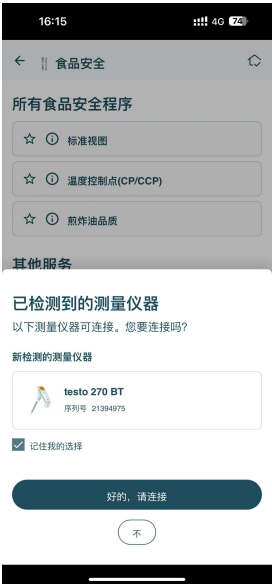 16:15
4G 74
食品安全
所有食品安全程序
标准视图
温度控制点(CP/CCP)
煎炸油品质
其他服务
已检测到的测量仪器
以下测量仪器可连接。您要连接吗?
新检测的测量仪器
testo 270 BT
序列号 21394975
记住我的选择
好的，请连接
不